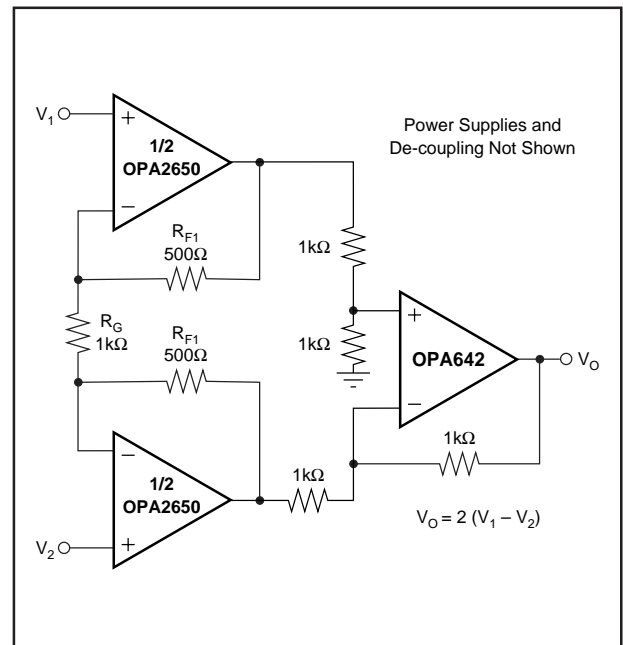 V1
+
1/2
OPA2650
−
Power Supplies and
De-coupling Not Shown
RF1
500Ω
1kΩ
RG
1kΩ
RF1
500Ω
1kΩ
+
OPA642
−
VO
−
1/2
OPA2650
+
V2
1kΩ
1kΩ
VO = 2 (V1 – V2)